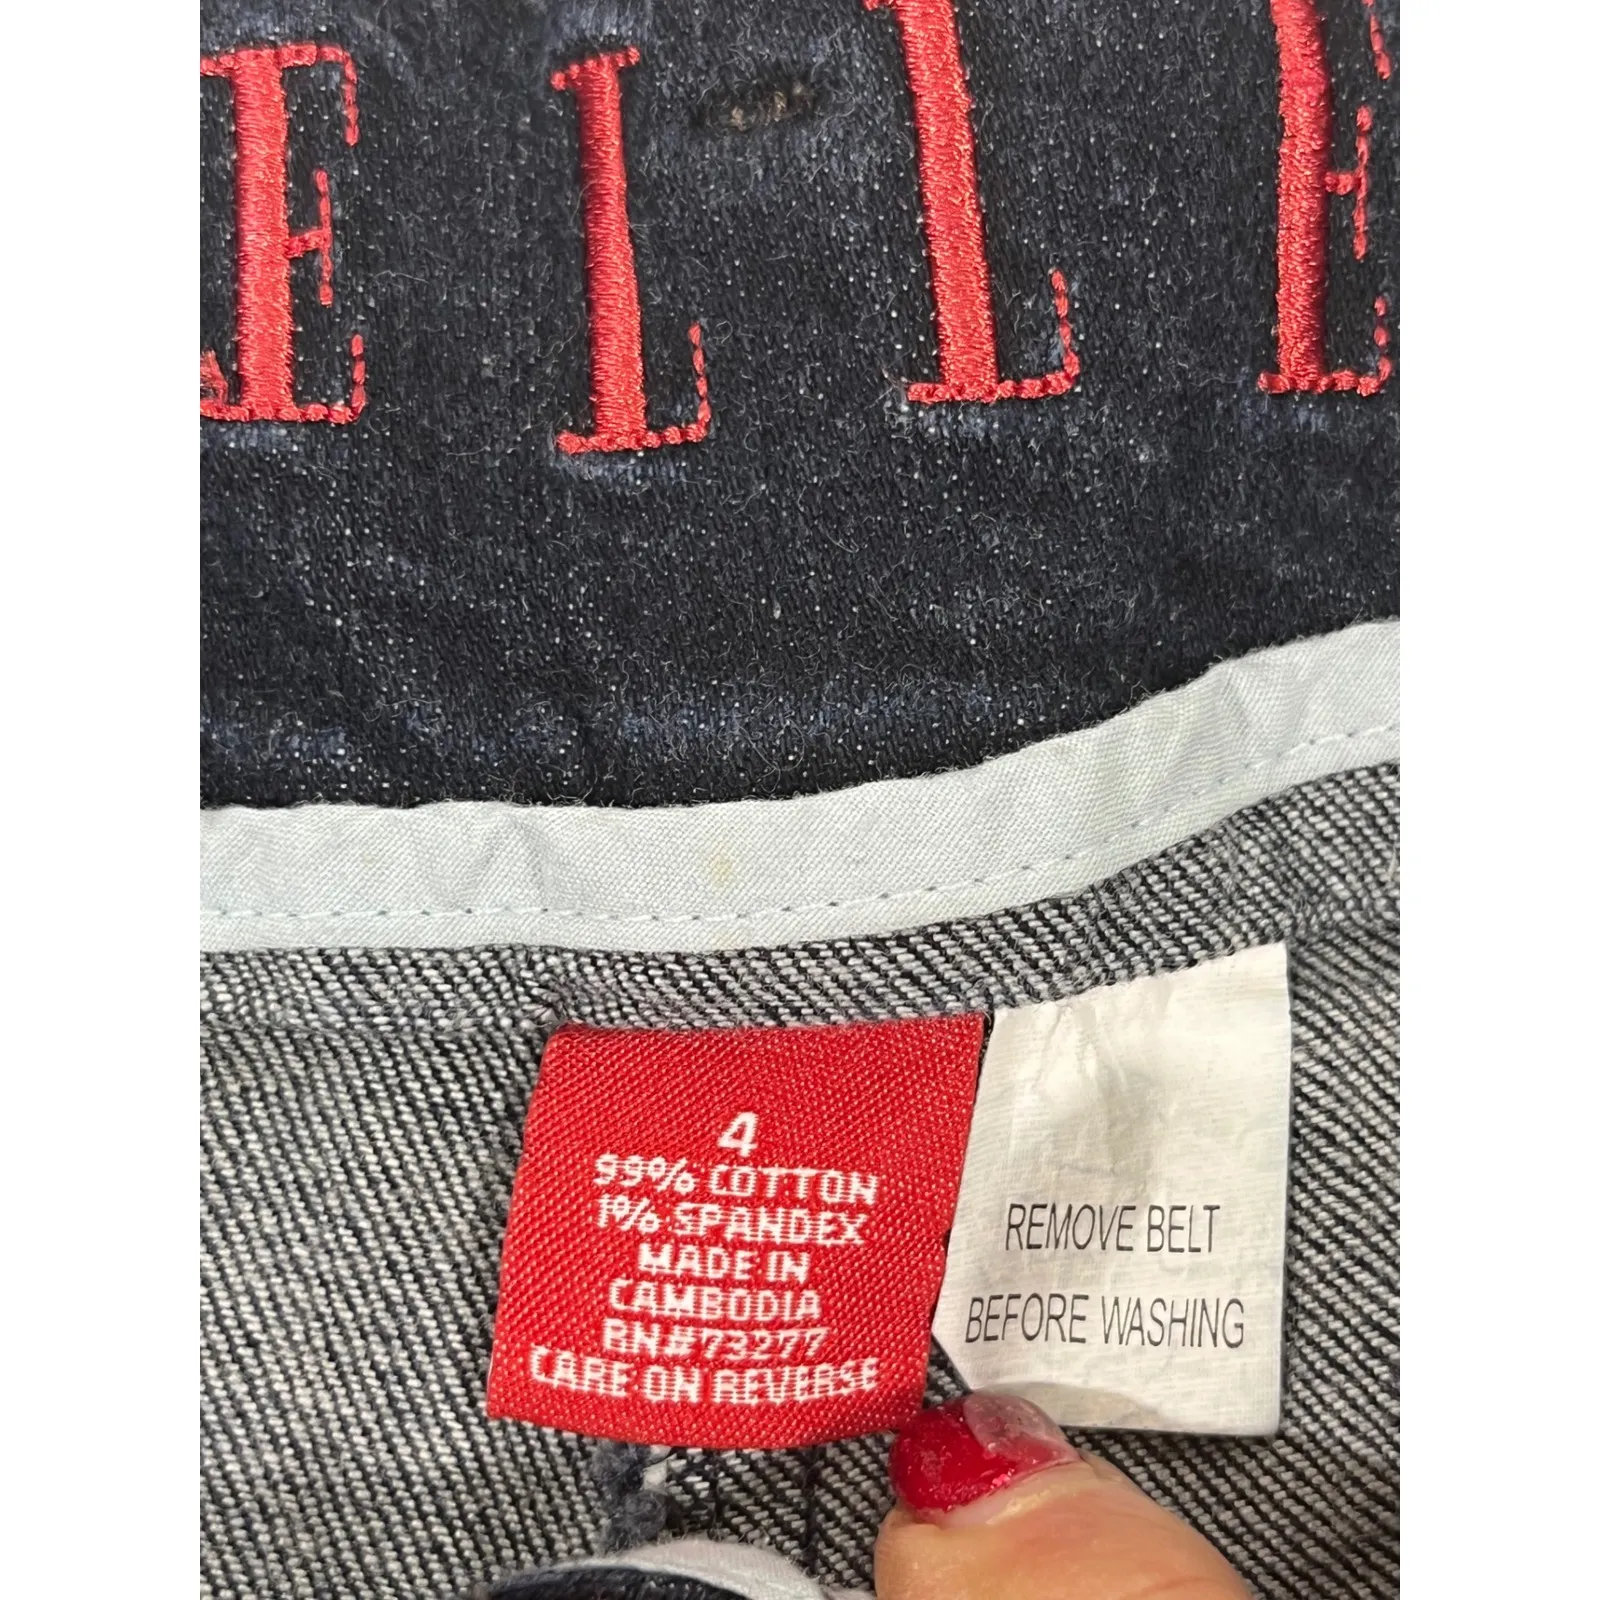 ELLE
4
99% COTTON
1% SPANDEX
MADE IN
CAMBODIA
RN# 73277
CARE ON REVERSE
REMOVE BELT
BEFORE WASHING